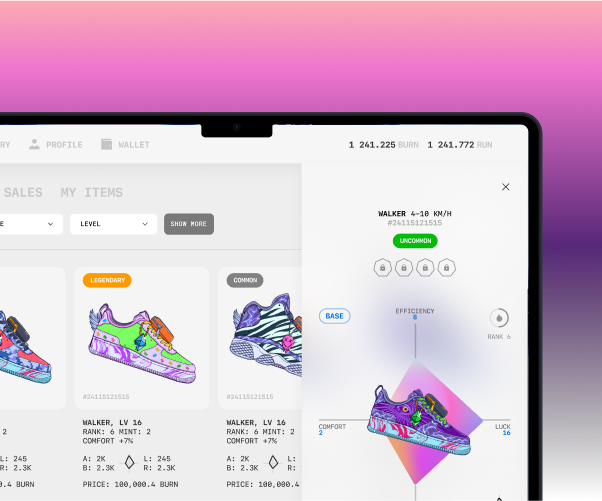 RY PROFILE WALLET
1 241.225 BURN 1 241.772 RUN
SALES MY ITEMS
E LEVEL SHOW MORE
WALKER 4-10 KM/H
#24115121515
UNCOMMON
BASE
EFFICIENCY
8
RANK 6
COMFORT
2
LUCK
16
LEGENDARY
#24115121515
WALKER, LV 16
RANK: 6 MINT: 2
COMFORT +7%
A: 2K L: 245
B: 2.3K R: 2.3K
PRICE: 100,000.4 BURN
COMMON
#24115121515
WALKER, LV 16
RANK: 6 MINT: 2
COMFORT +7%
A: 2K L: 245
B: 2.3K R: 2.3K
PRICE: 100,000.4
2
L: 245
R: 2.3K
0.4 BURN